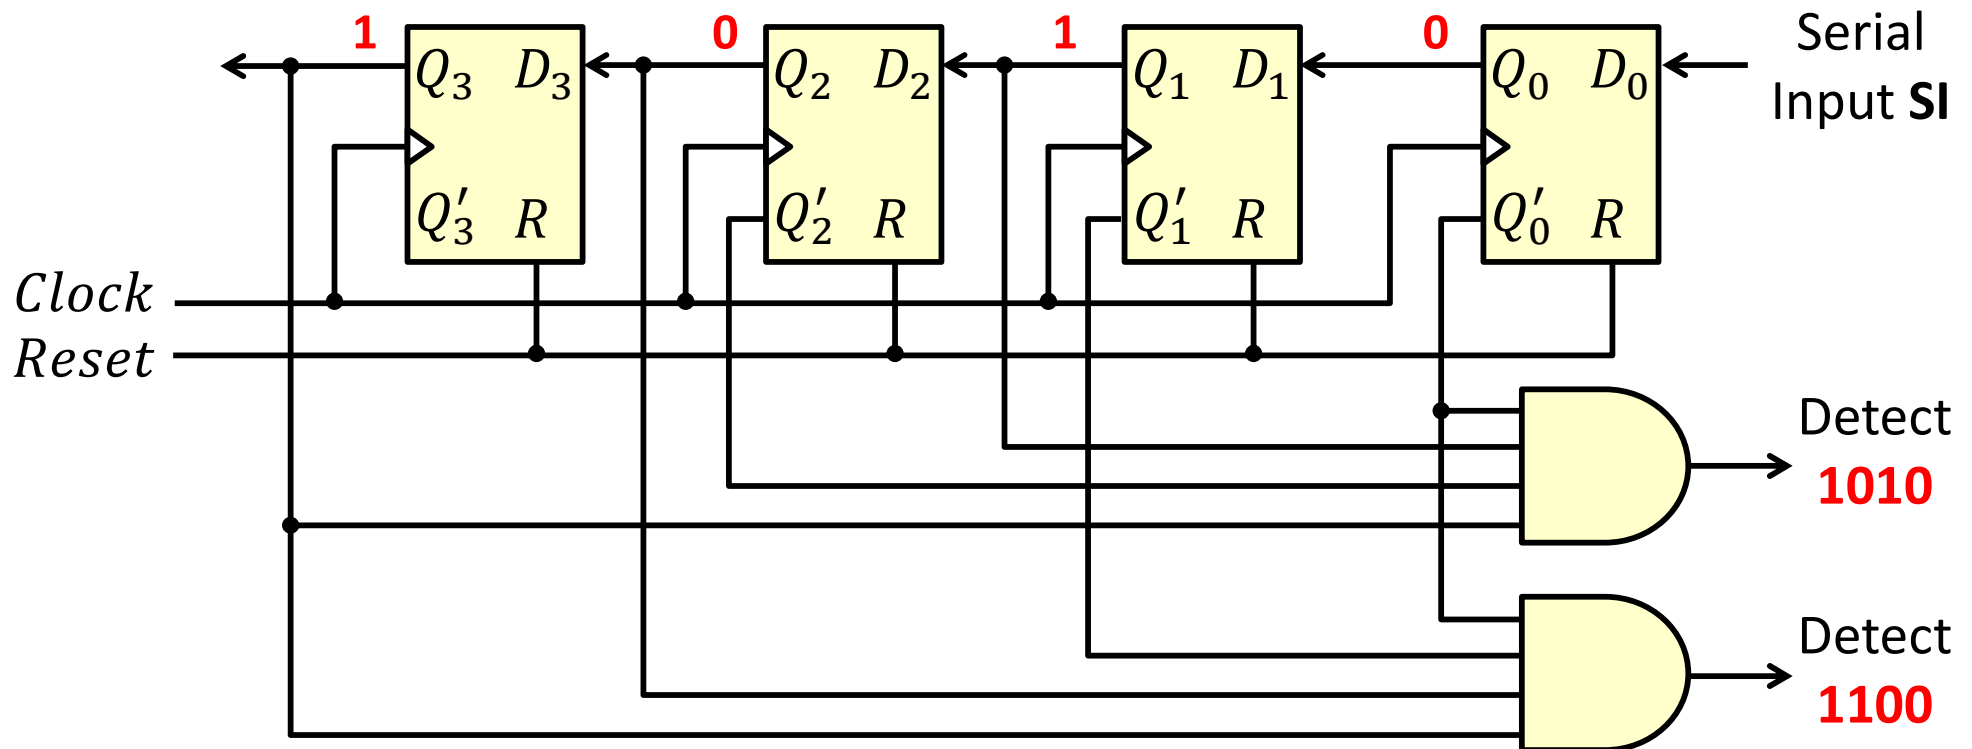 1 0 1 0
Serial
Input SI
Q₃ D₃ Q₂ D₂ Q₁ D₁ Q₀ D₀
Q′₃ R Q′₂ R Q′₁ R Q′₀ R
Clock
Reset
Detect
1010
Detect
1100